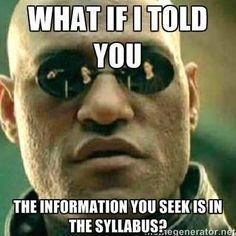 WHAT IF I TOLD
YOU
THE INFORMATION YOU SEEK IS IN
THE SYLLABUS?